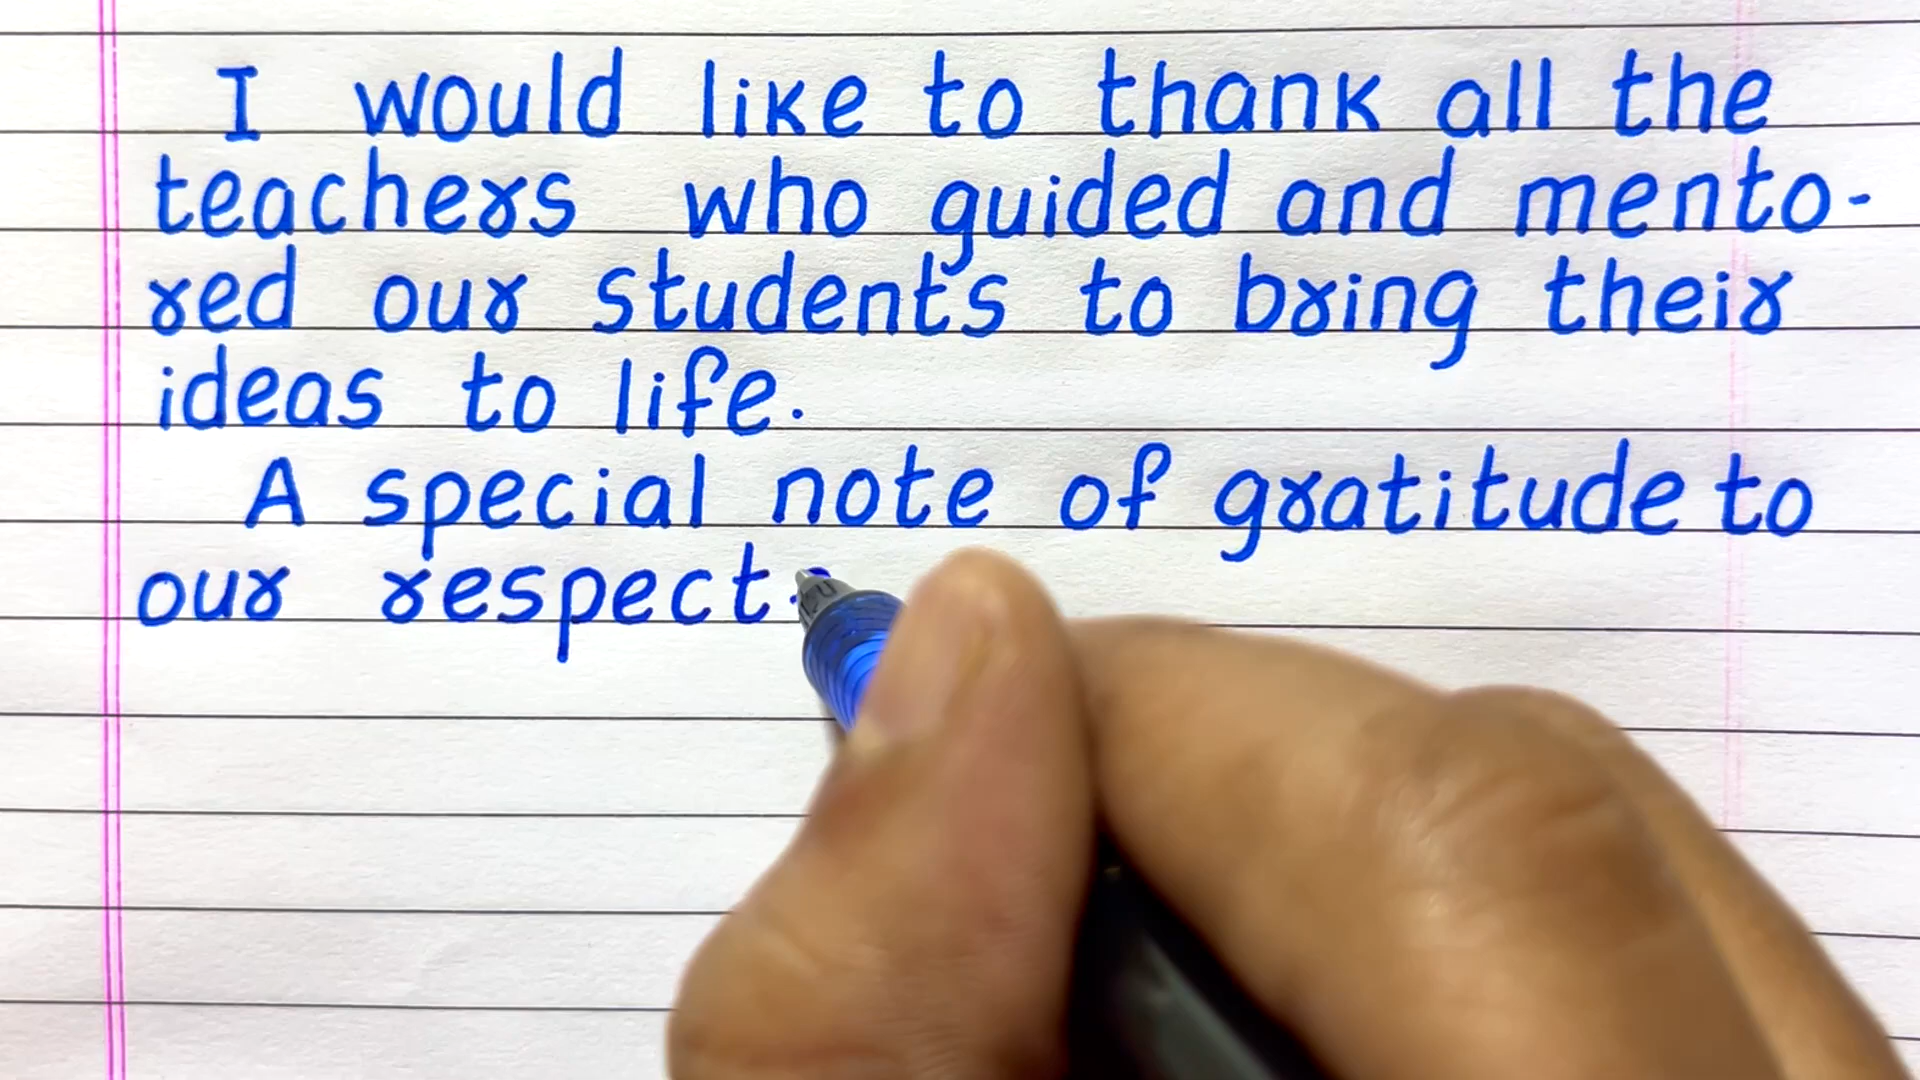 I would like to thank all the
teachers who guided and mento-
red our students to bring their
ideas to life.
A special note of gratitude to
our respect